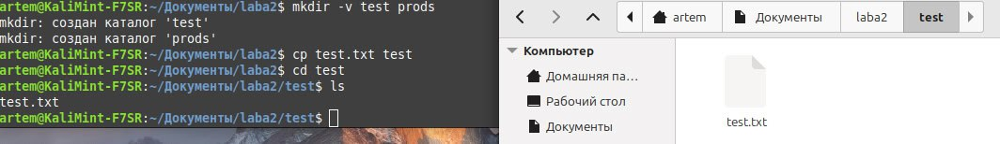 artem@KaliMint-F7SR:~/Документы/laba2$ mkdir -v test prods
mkdir: создан каталог 'test'
mkdir: создан каталог 'prods'
artem@KaliMint-F7SR:~/Документы/laba2$ cp test.txt test
artem@KaliMint-F7SR:~/Документы/laba2$ cd test
artem@KaliMint-F7SR:~/Документы/laba2/test$ ls
test.txt
artem@KaliMint-F7SR:~/Документы/laba2/test$
artem Документы laba2 test
Компьютер
Домашняя па...
Рабочий стол
Документы
test.txt